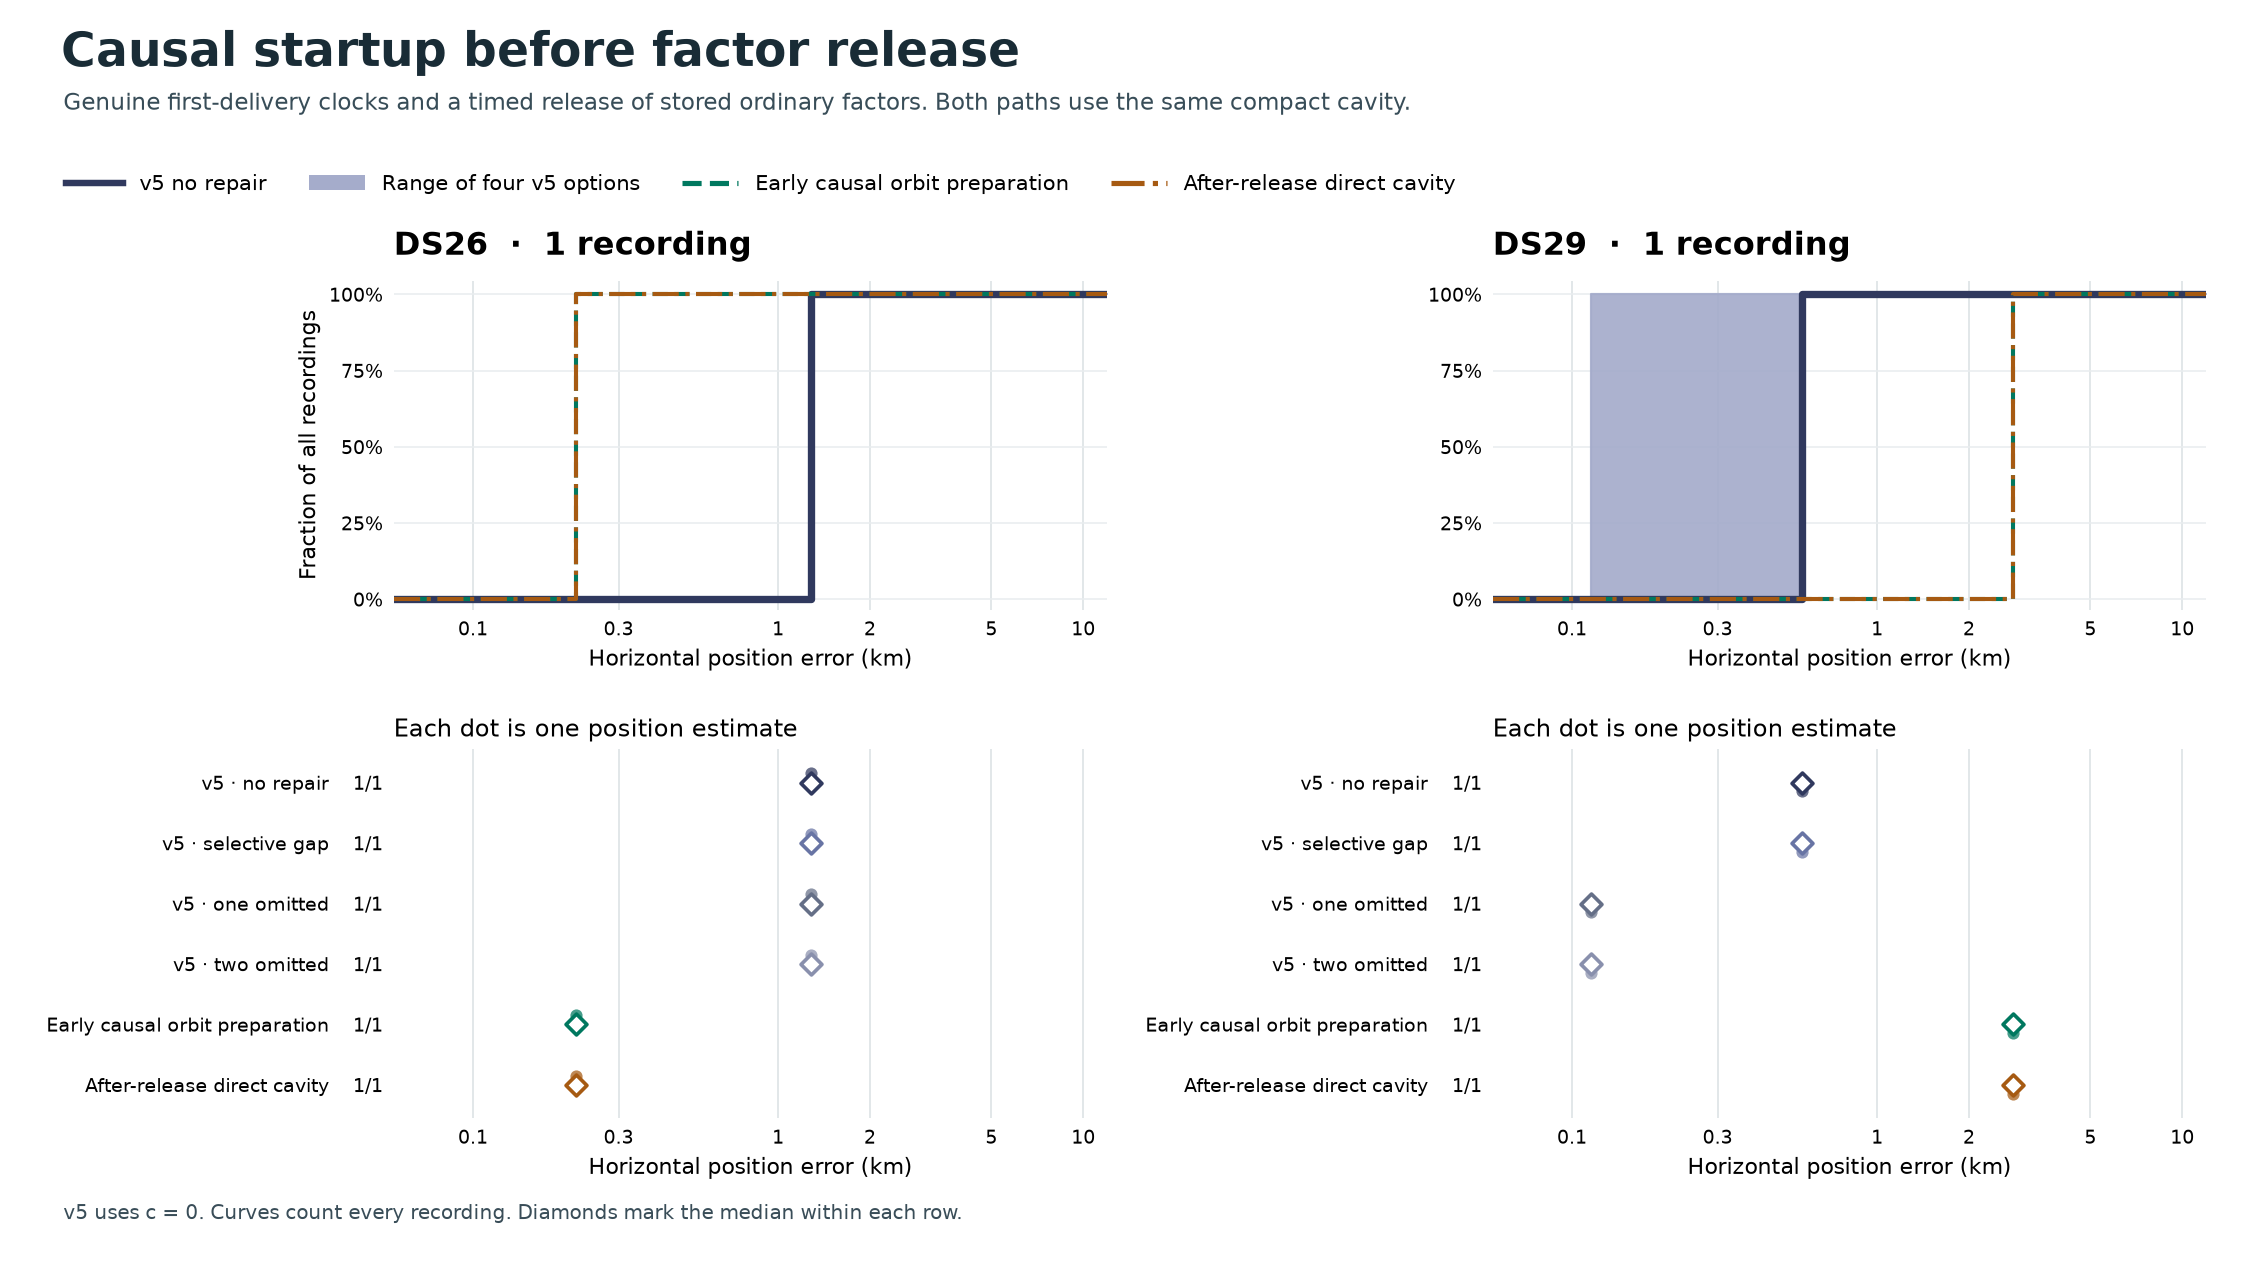 Causal startup before factor release
Genuine first-delivery clocks and a timed release of stored ordinary factors. Both paths use the same compact cavity.
v5 no repair
Range of four v5 options
Early causal orbit preparation
After-release direct cavity
DS26 · 1 recording
Fraction of all recordings
100%
75%
50%
25%
0%
0.1 0.3 1 2 5 10
Horizontal position error (km)
DS29 · 1 recording
100%
75%
50%
25%
0%
0.1 0.3 1 2 5 10
Horizontal position error (km)
Each dot is one position estimate
v5 · no repair 1/1
v5 · selective gap 1/1
v5 · one omitted 1/1
v5 · two omitted 1/1
Early causal orbit preparation 1/1
After-release direct cavity 1/1
0.1 0.3 1 2 5 10
Horizontal position error (km)
Each dot is one position estimate
v5 · no repair 1/1
v5 · selective gap 1/1
v5 · one omitted 1/1
v5 · two omitted 1/1
Early causal orbit preparation 1/1
After-release direct cavity 1/1
0.1 0.3 1 2 5 10
Horizontal position error (km)
v5 uses c = 0. Curves count every recording. Diamonds mark the median within each row.